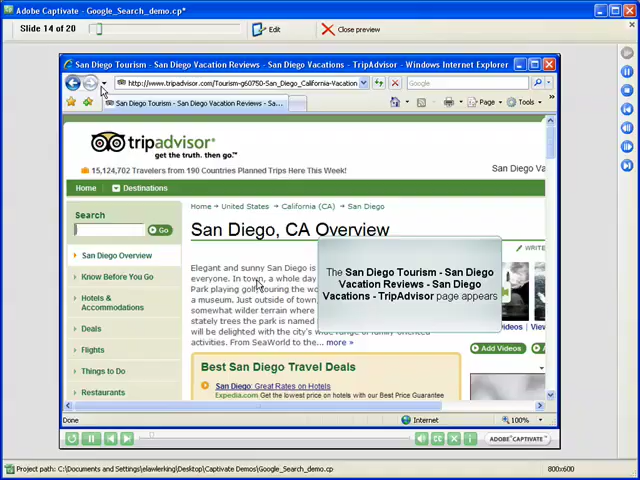 Adobe Captivate - Google_Search_demo.cp*
Slide 14 of 20
Edit
Close preview
San Diego Tourism - San Diego Vacation Reviews - San Diego Vacations - TripAdvisor - Windows Internet Explorer
http://www.tripadvisor.com/Tourism-g60750-San_Diego_California-Vacation
Google
San Diego Tourism - San Diego Vacation Reviews - Sa...
Page
Tools
tripadvisor
get the truth. then go.™
15,124,702 Travelers from 190 Countries Planned Trips Here This Week!
San Diego Va
Home
Destinations
Search
Go
San Diego Overview
Know Before You Go
Hotels &
Accommodations
Deals
Flights
Things to Do
Restaurants
Home
United States
California (CA)
San Diego
San Diego, CA Overview
WRITE
Elegant and sunny San Diego is
everyone. In town, a whole day
Park playing golf, touring the wo
a museum. Just outside of town,
somewhat wilder terrain where
stately trees the park is named
will be delighted with the city's
activities. From SeaWorld to the... more »
The San Diego Tourism - San Diego
Vacation Reviews - San Diego
Vacations - TripAdvisor page appears
ideos
View
Add Videos
A
Best San Diego Travel Deals
San Diego: Great Rates on Hotels
Expedia.com Get the lowest price on hotels with our Best Price Guarantee
Done
Internet
100%
CC
ADOBE® CAPTIVATE™
Project path: C:\Documents and Settings\elawlerking\Desktop\Captivate Demos\Google_Search_demo.cp
800x600